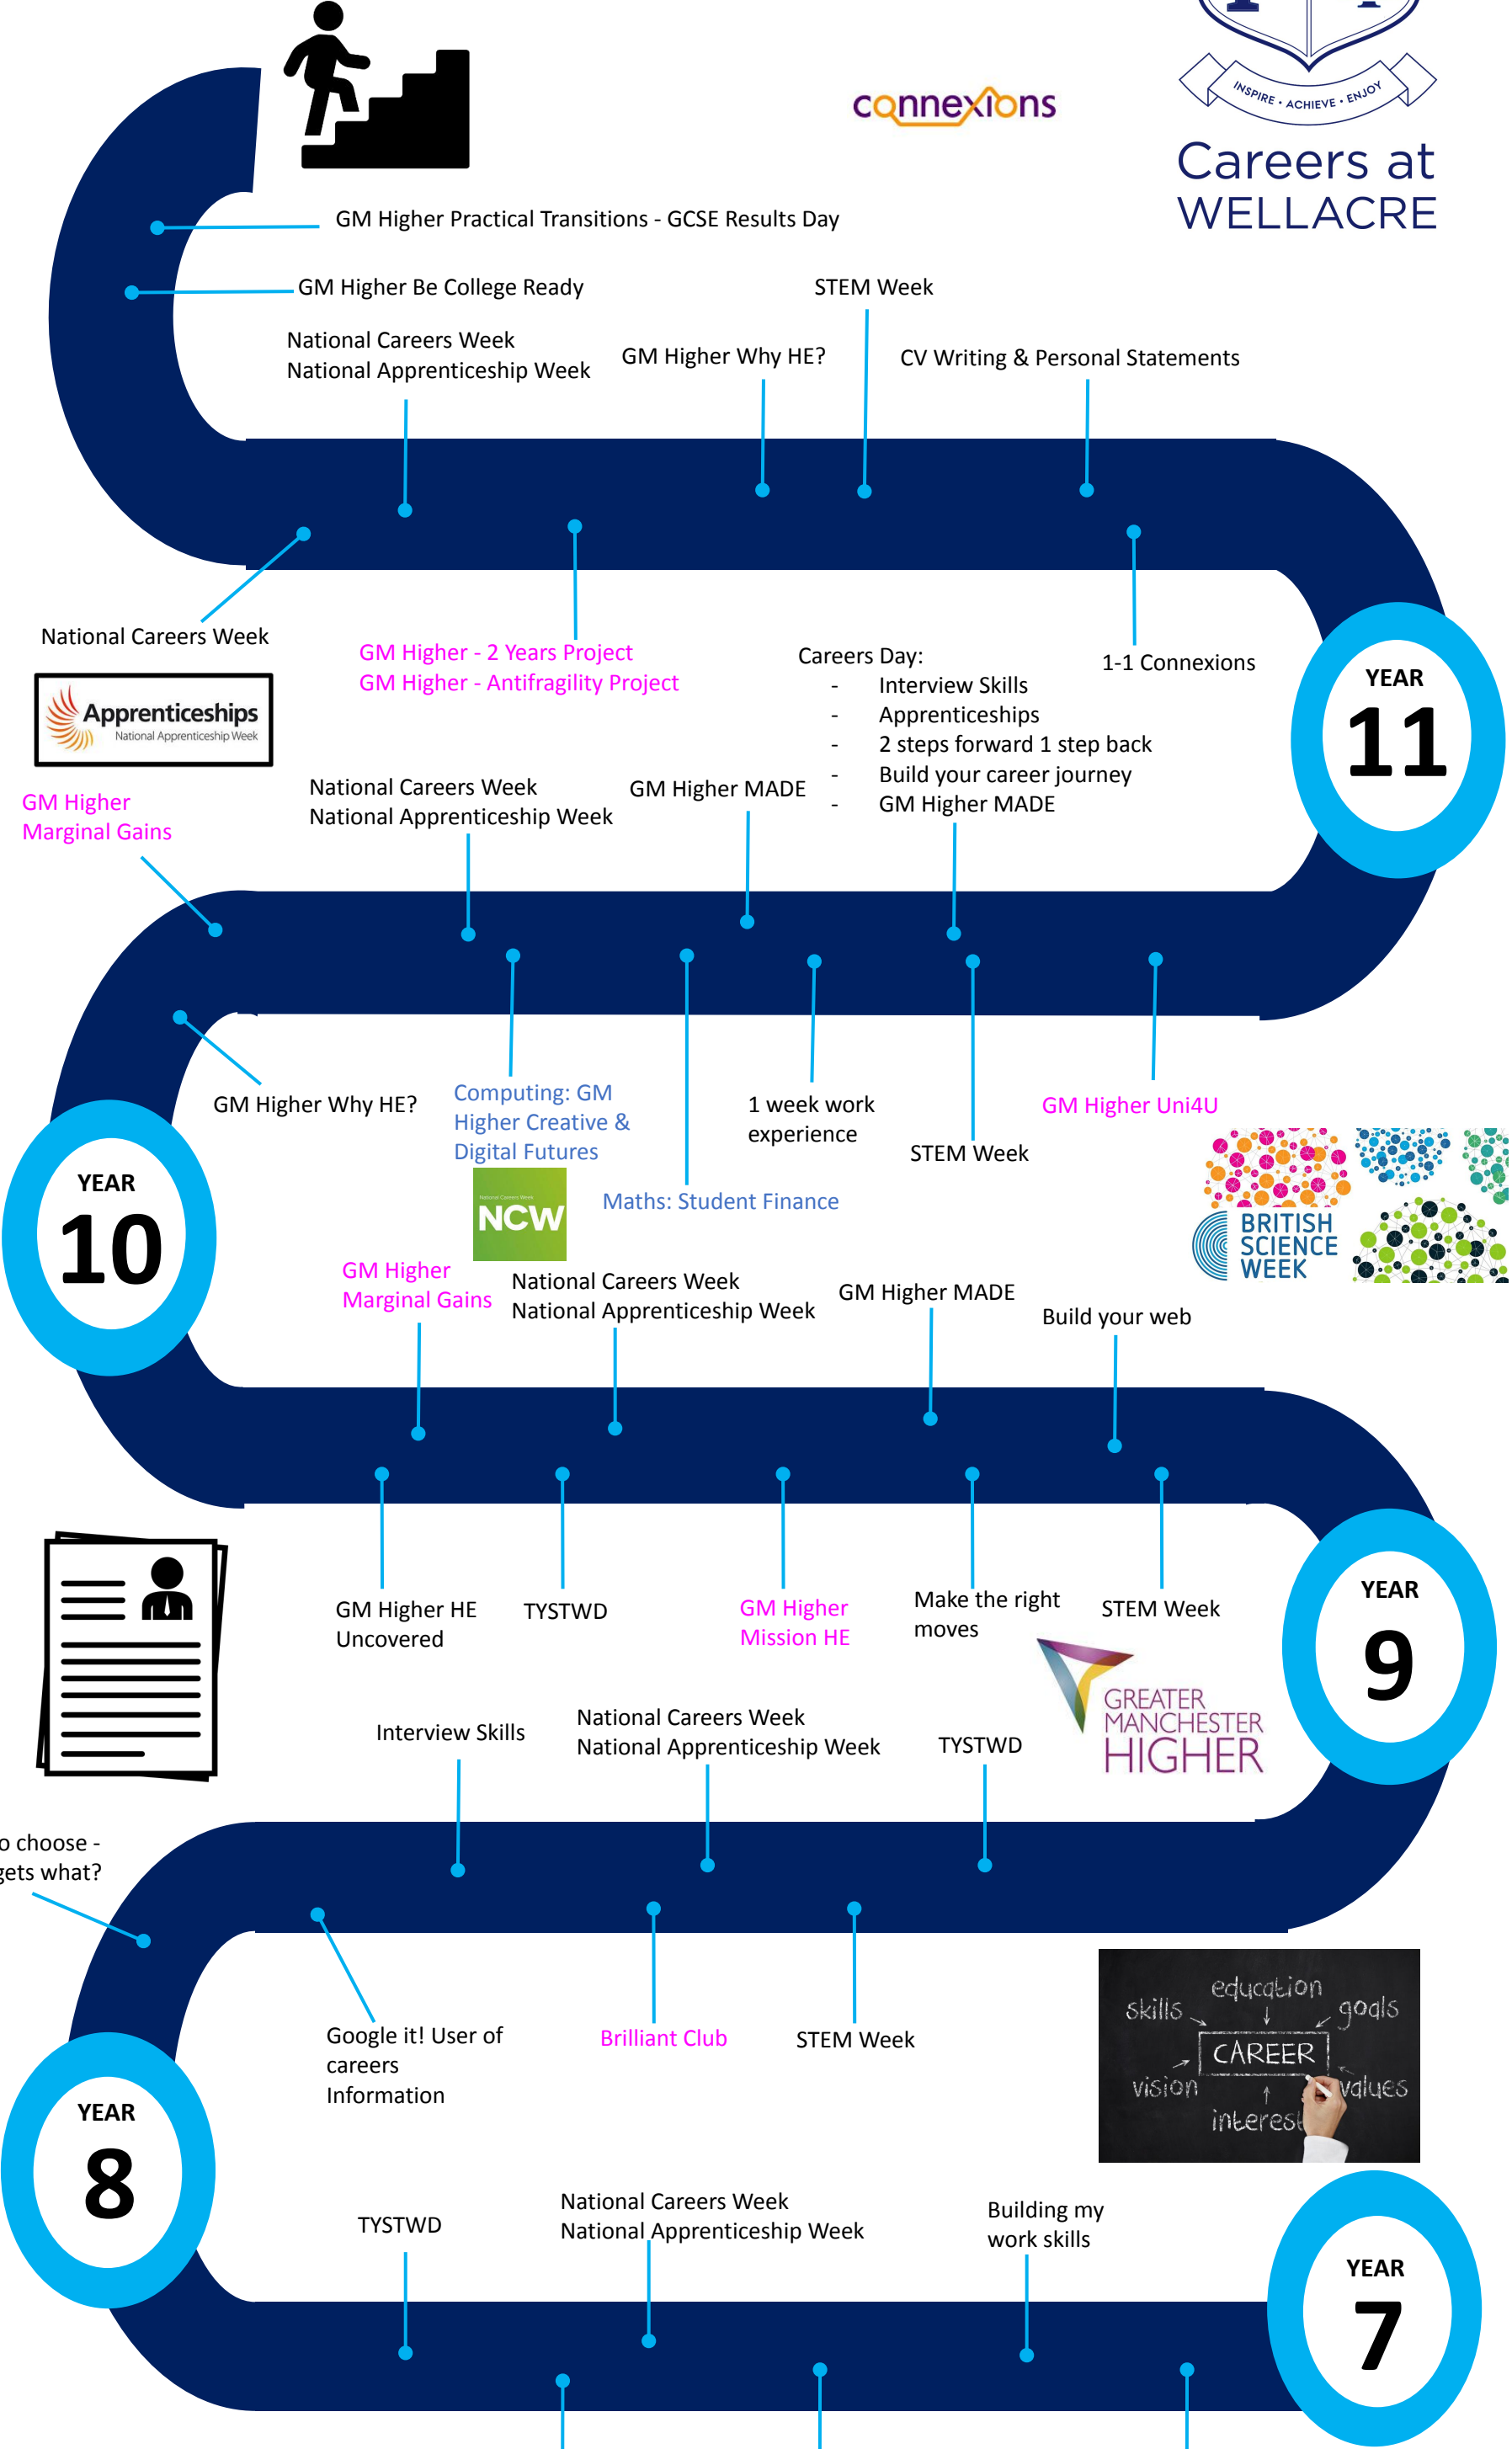 connexions
INSPIRE • ACHIEVE • ENJOY
Careers at
WELLACRE
GM Higher Practical Transitions - GCSE Results Day
GM Higher Be College Ready
STEM Week
National Careers Week
National Apprenticeship Week
GM Higher Why HE?
CV Writing & Personal Statements
National Careers Week
GM Higher - 2 Years Project
GM Higher - Antifragility Project
Careers Day:
- Interview Skills
- Apprenticeships
- 2 steps forward 1 step back
- Build your career journey
- GM Higher MADE
1-1 Connexions
YEAR
11
Apprenticeships
National Apprenticeship Week
GM Higher
Marginal Gains
National Careers Week
National Apprenticeship Week
GM Higher MADE
GM Higher Why HE?
Computing: GM
Higher Creative &
Digital Futures
Maths: Student Finance
1 week work
experience
STEM Week
GM Higher Uni4U
BRITISH
SCIENCE
WEEK
YEAR
10
National Careers Week
NCW
GM Higher
Marginal Gains
National Careers Week
National Apprenticeship Week
GM Higher MADE
Build your web
GM Higher HE
Uncovered
TYSTWD
GM Higher
Mission HE
Make the right
moves
STEM Week
YEAR
9
GREATER
MANCHESTER
HIGHER
Interview Skills
National Careers Week
National Apprenticeship Week
TYSTWD
o choose -
gets what?
Google it! User of
careers
Information
Brilliant Club
STEM Week
education
skills
goals
CAREER
vision
values
interest
YEAR
8
TYSTWD
National Careers Week
National Apprenticeship Week
Building my
work skills
YEAR
7